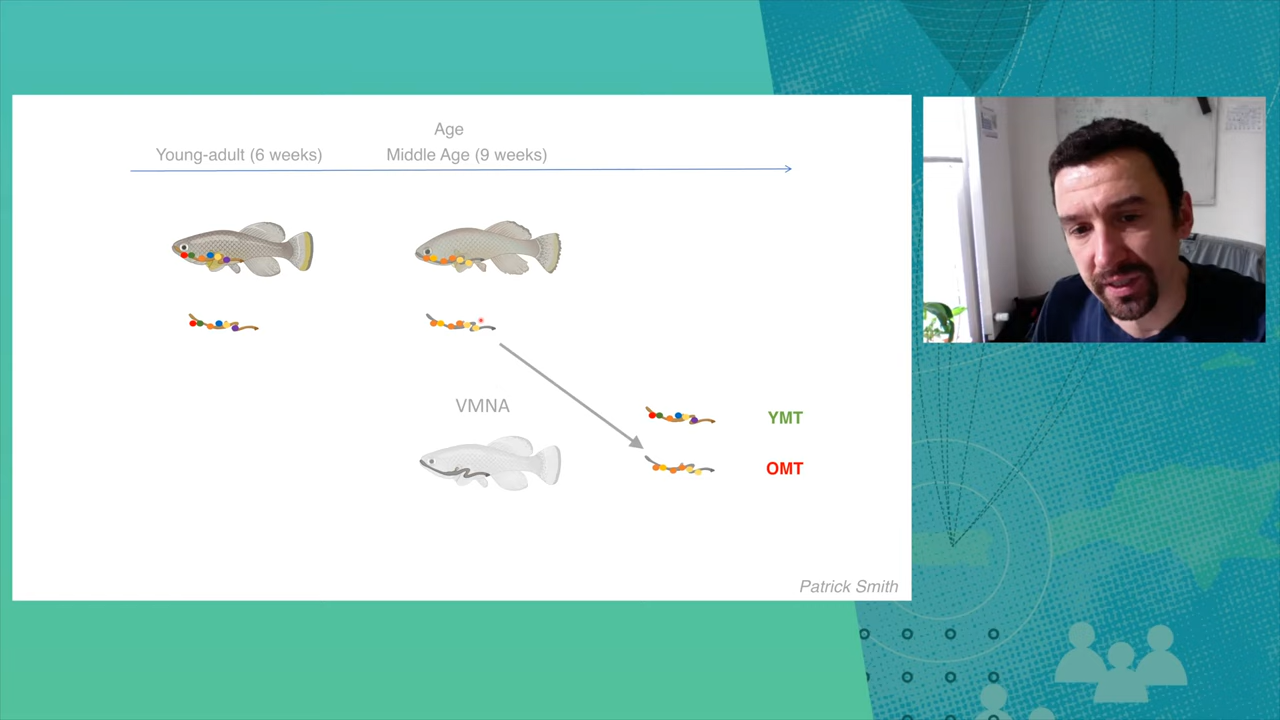 Age
Young-adult (6 weeks) Middle Age (9 weeks)
VMNA
YMT
OMT
Patrick Smith